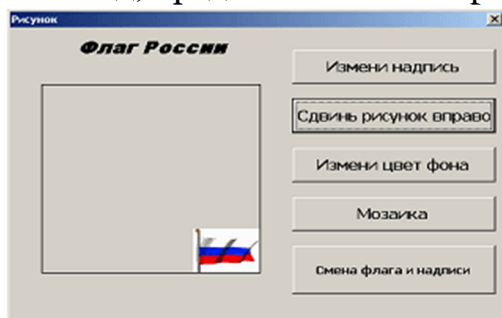 Рисунок
Флаг России
Измени надпись
Сдвинь рисунок вправо
Измени цвет фона
Мозаика
Смена флага и надписи